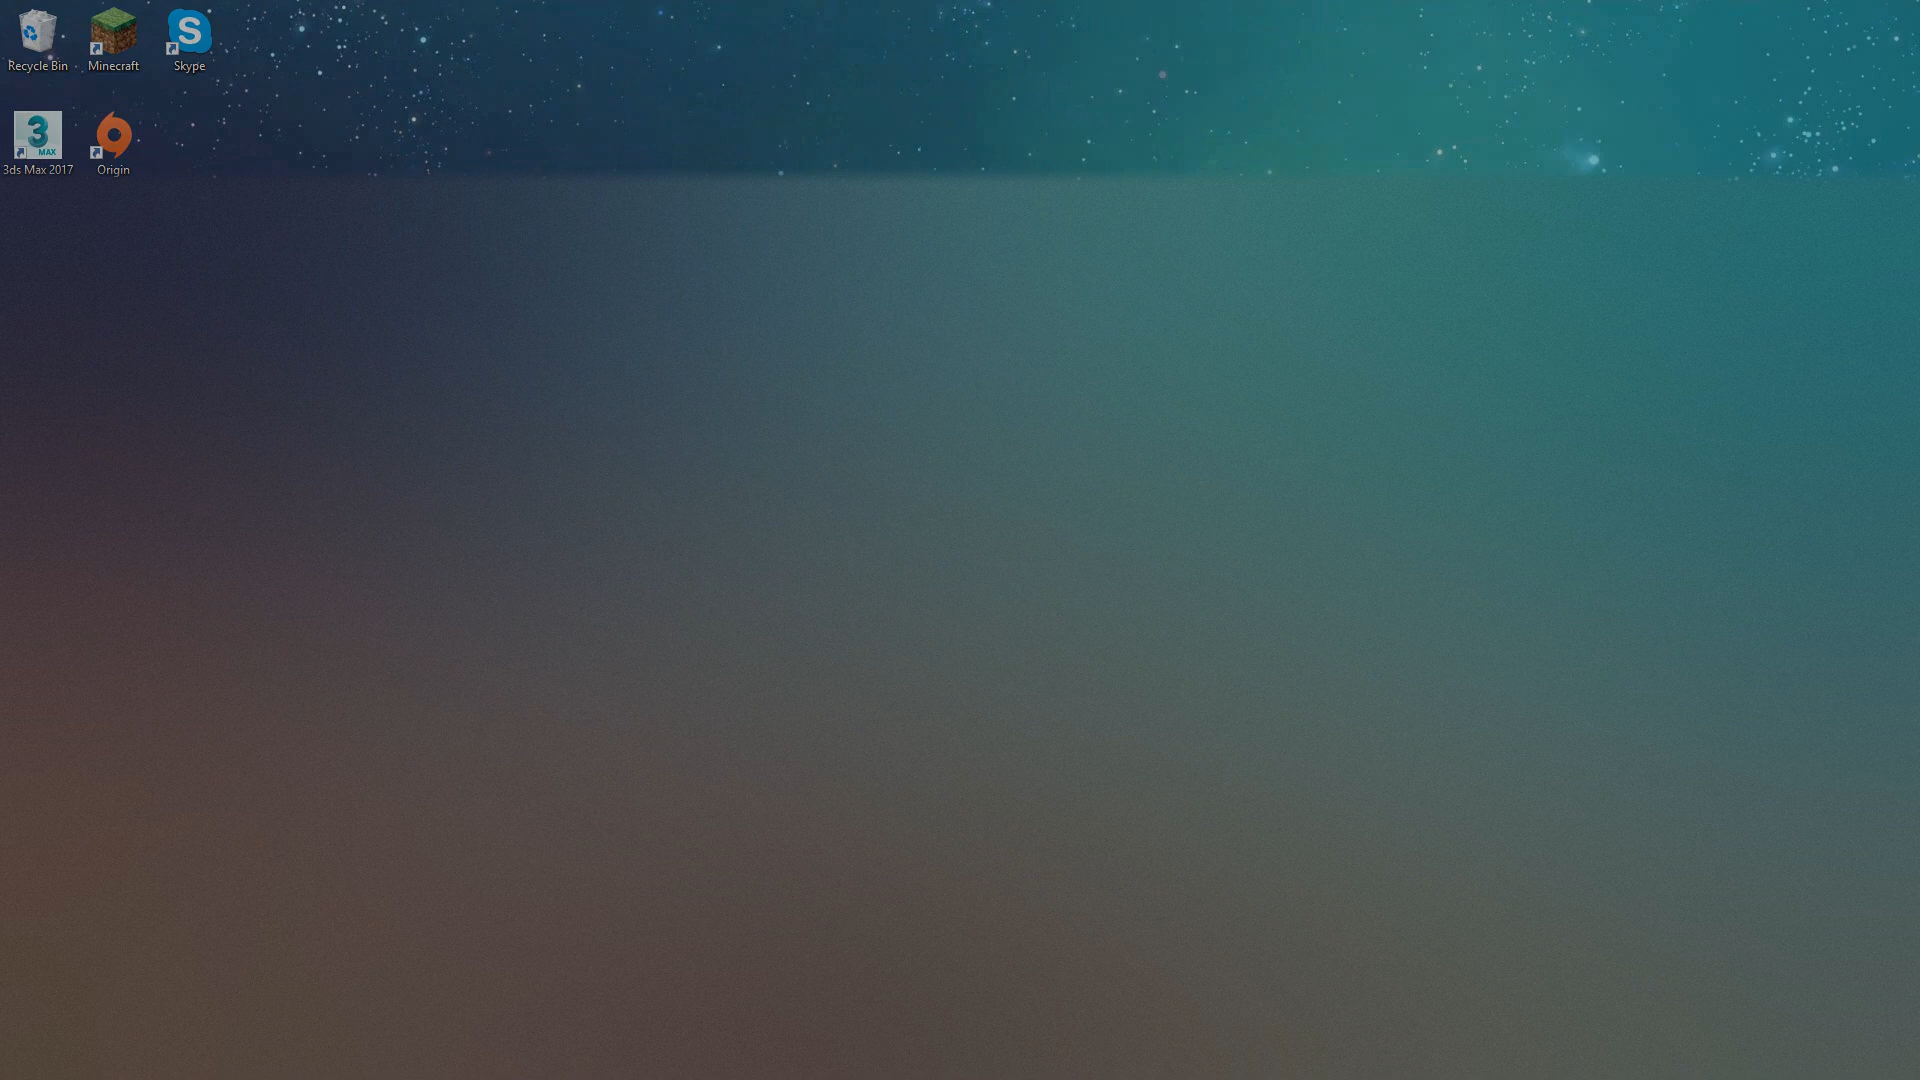 Recycle Bin
Minecraft
S
Skype
3
MAX
3ds Max 2017
Origin